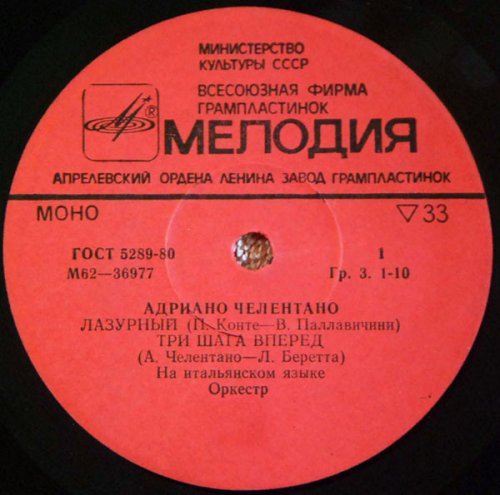 МИНИСТЕРСТВО
КУЛЬТУРЫ СССР
ВСЕСОЮЗНАЯ ФИРМА
ГРАМПЛАСТИНОК
® МЕЛОДИЯ
АПРЕЛЕВСКИЙ ОРДЕНА ЛЕНИНА ЗАВОД ГРАМПЛАСТИНОК
МОНО ▽ 33
ГОСТ 5289-80 1
М62—36977 Гр. 3. 1-10
АДРИАНО ЧЕЛЕНТАНО
ЛАЗУРНЫЙ (П. Конте—В. Паллавичини)
ТРИ ШАГА ВПЕРЕД
(А. Челентано—Л. Беретта)
На итальянском языке
Оркестр